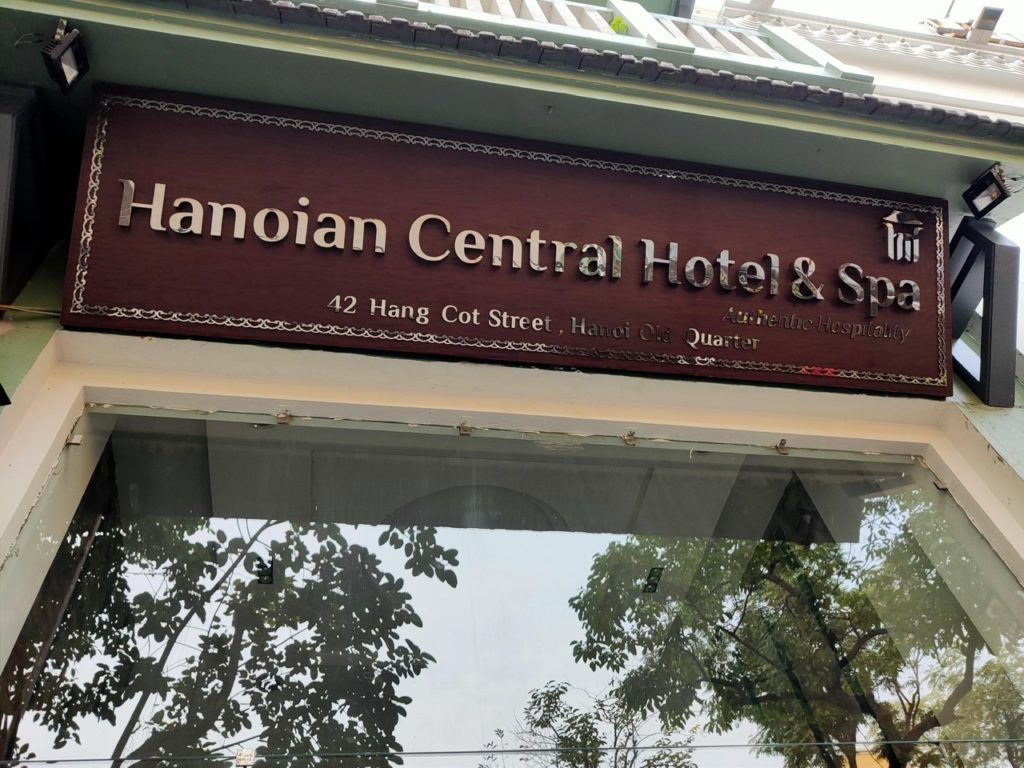 Hanoian Central Hotel & Spa
Authentic Hospitality
42 Hang Cot Street, Hanoi Old Quarter